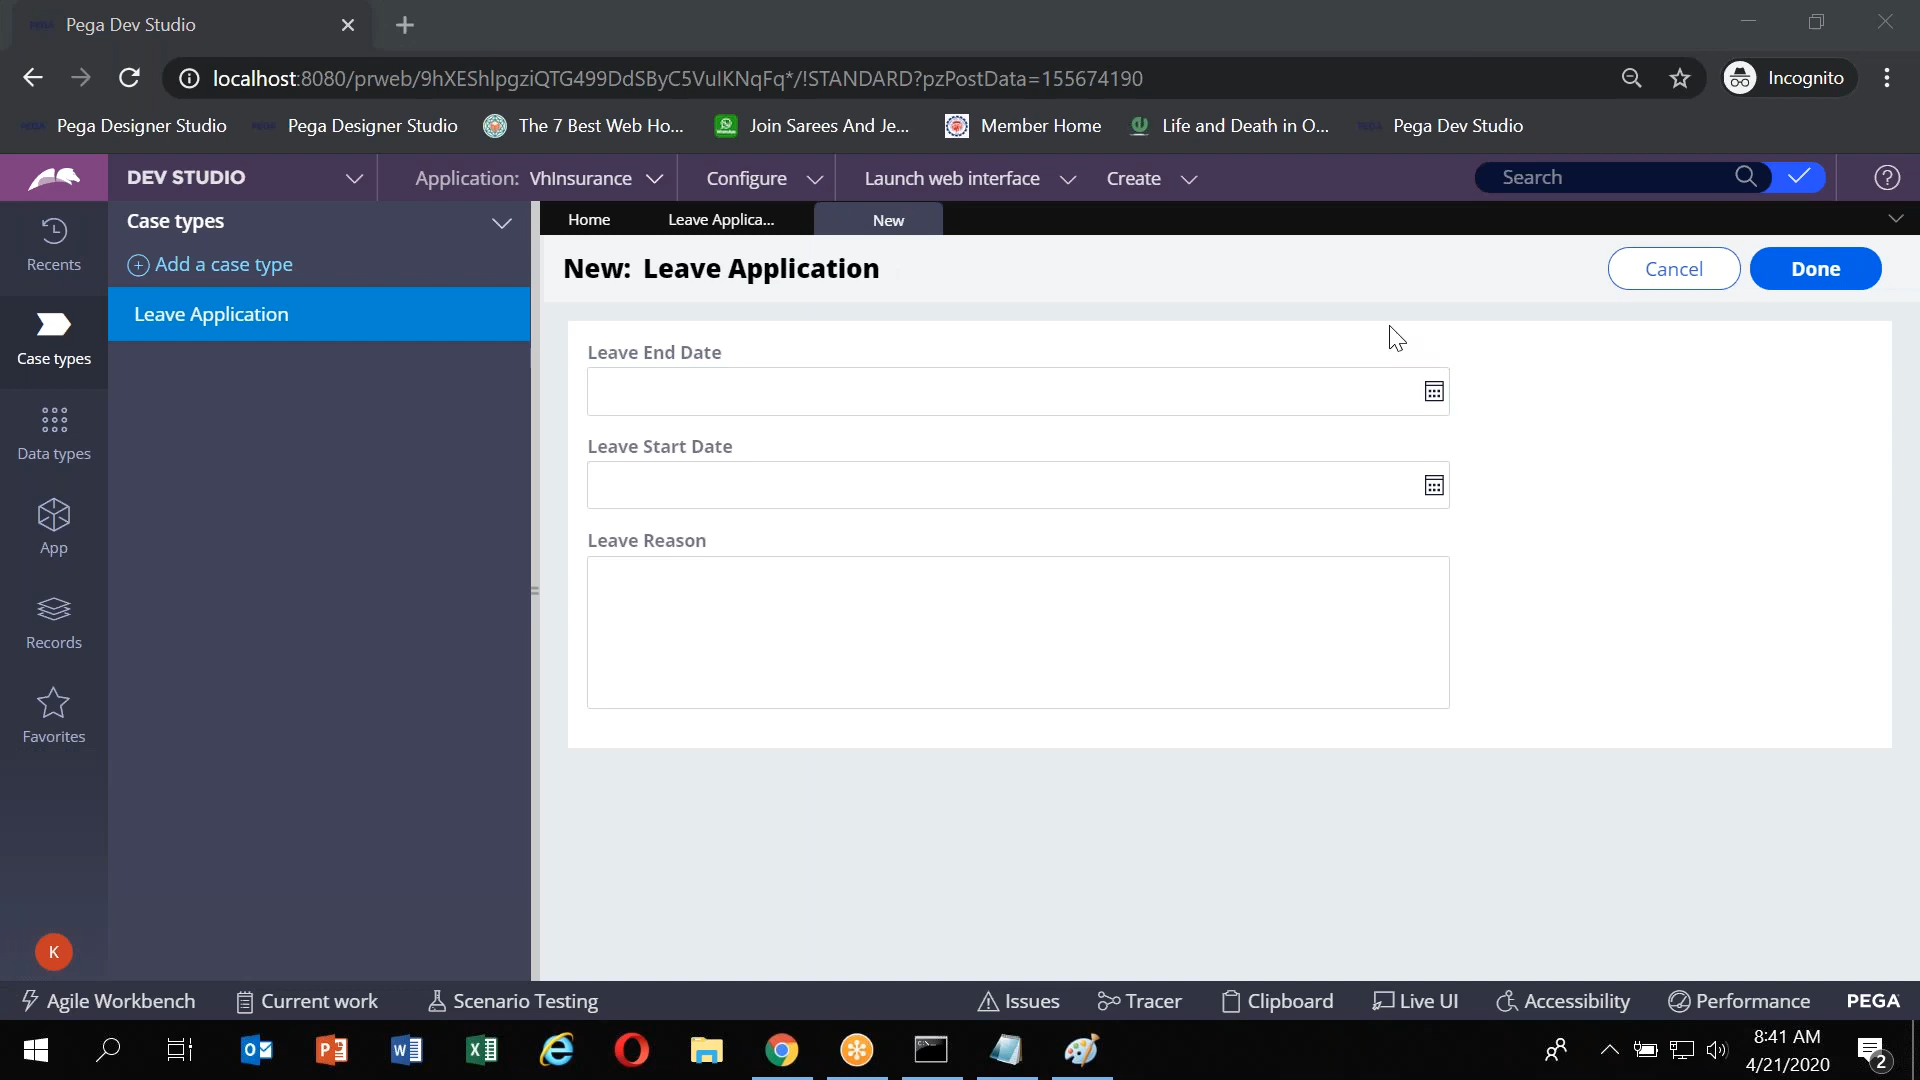 Pega Dev Studio
localhost:8080/prweb/9hXEShlpgziQTG499DdSByC5VulKNqFq*/!STANDARD?pzPostData=155674190
Incognito
Pega Designer Studio
Pega Designer Studio
The 7 Best Web Ho...
Join Sarees And Je...
Member Home
Life and Death in O...
Pega Dev Studio
DEV STUDIO
Application: VhInsurance
Configure
Launch web interface
Create
Search
Recents
Case types
Data types
App
Records
Favorites
K
Case types
Add a case type
Leave Application
Home
Leave Applica...
New
New: Leave Application
Cancel
Done
Leave End Date
Leave Start Date
Leave Reason
Agile Workbench
Current work
Scenario Testing
Issues
Tracer
Clipboard
Live UI
Accessibility
Performance
PEGA
8:41 AM
4/21/2020
2